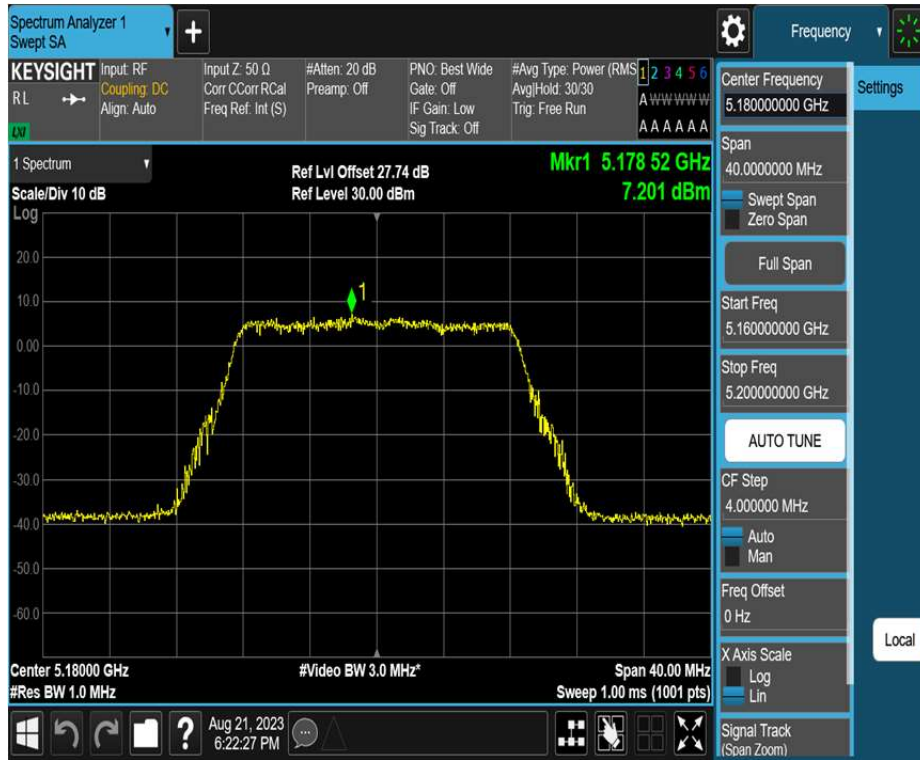 Spectrum Analyzer 1
Swept SA
+
Frequency
KEYSIGHT
RL
LXI
Input: RF
Coupling: DC
Align: Auto
Input Z: 50 Ω
Corr CCorr RCal
Freq Ref: Int (S)
#Atten: 20 dB
Preamp: Off
PNO: Best Wide
Gate: Off
IF Gain: Low
Sig Track: Off
#Avg Type: Power (RMS
Avg|Hold: 30/30
Trig: Free Run
1 2 3 4 5 6
A W W W W W
A A A A A A
1 Spectrum
Scale/Div 10 dB
Log
Ref Lvl Offset 27.74 dB
Ref Level 30.00 dBm
Mkr1 5.178 52 GHz
7.201 dBm
20.0
10.0
0.00
-10.0
-20.0
-30.0
-40.0
-50.0
-60.0
1
Center 5.18000 GHz
#Res BW 1.0 MHz
#Video BW 3.0 MHz*
Span 40.00 MHz
Sweep 1.00 ms (1001 pts)
?
Aug 21, 2023
6:22:27 PM
Center Frequency
5.18000000 GHz
Span
40.0000000 MHz
Swept Span
Zero Span
Full Span
Start Freq
5.160000000 GHz
Stop Freq
5.200000000 GHz
AUTO TUNE
CF Step
4.000000 MHz
Auto
Man
Freq Offset
0 Hz
X Axis Scale
Log
Lin
Signal Track
(Span Zoom)
Settings
Local